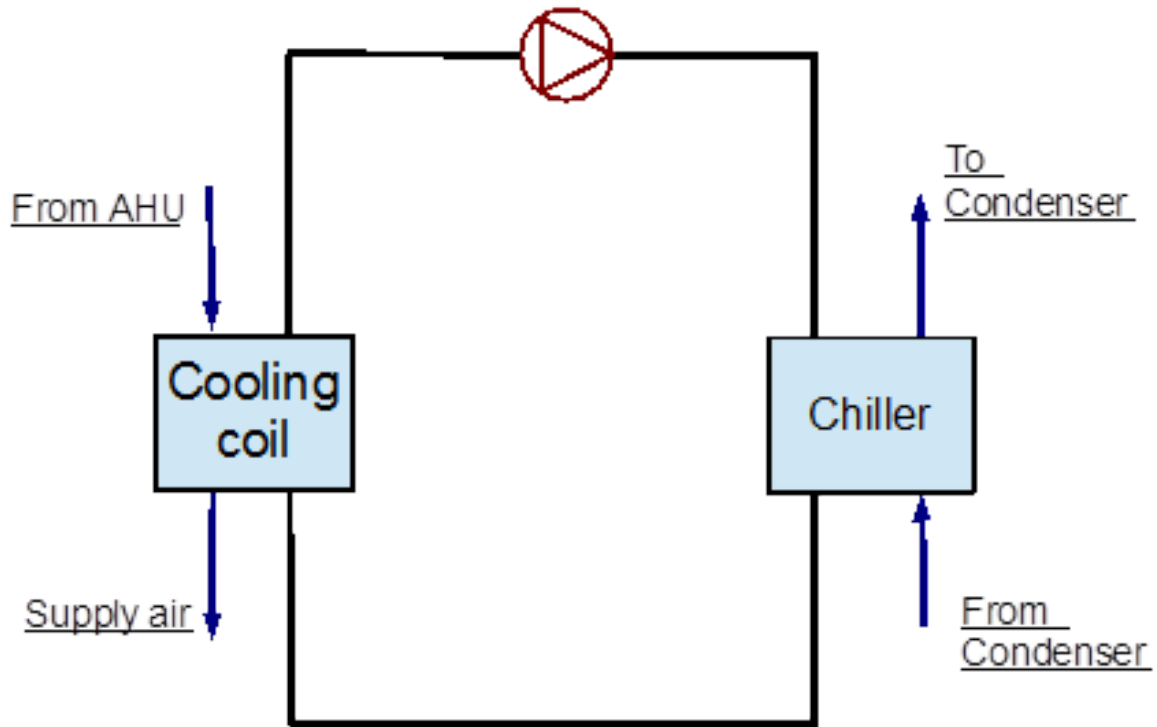 From AHU
To
Condenser
Cooling
coil
Chiller
Supply air
From
Condenser